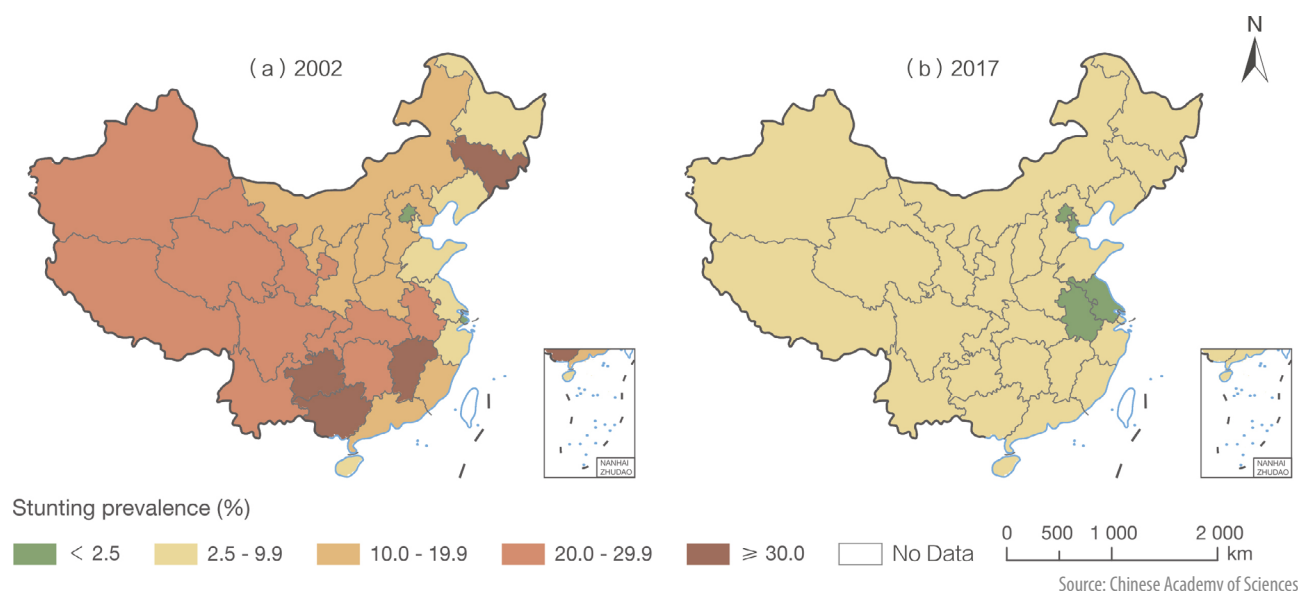 (a) 2002
(b) 2017
N
NANHAI
ZHUDAO
NANHAI
ZHUDAO
Stunting prevalence (%)
< 2.5
2.5 - 9.9
10.0 - 19.9
20.0 - 29.9
⩾ 30.0
No Data
0 500 1 000 2 000
km
Source: Chinese Academy of Sciences